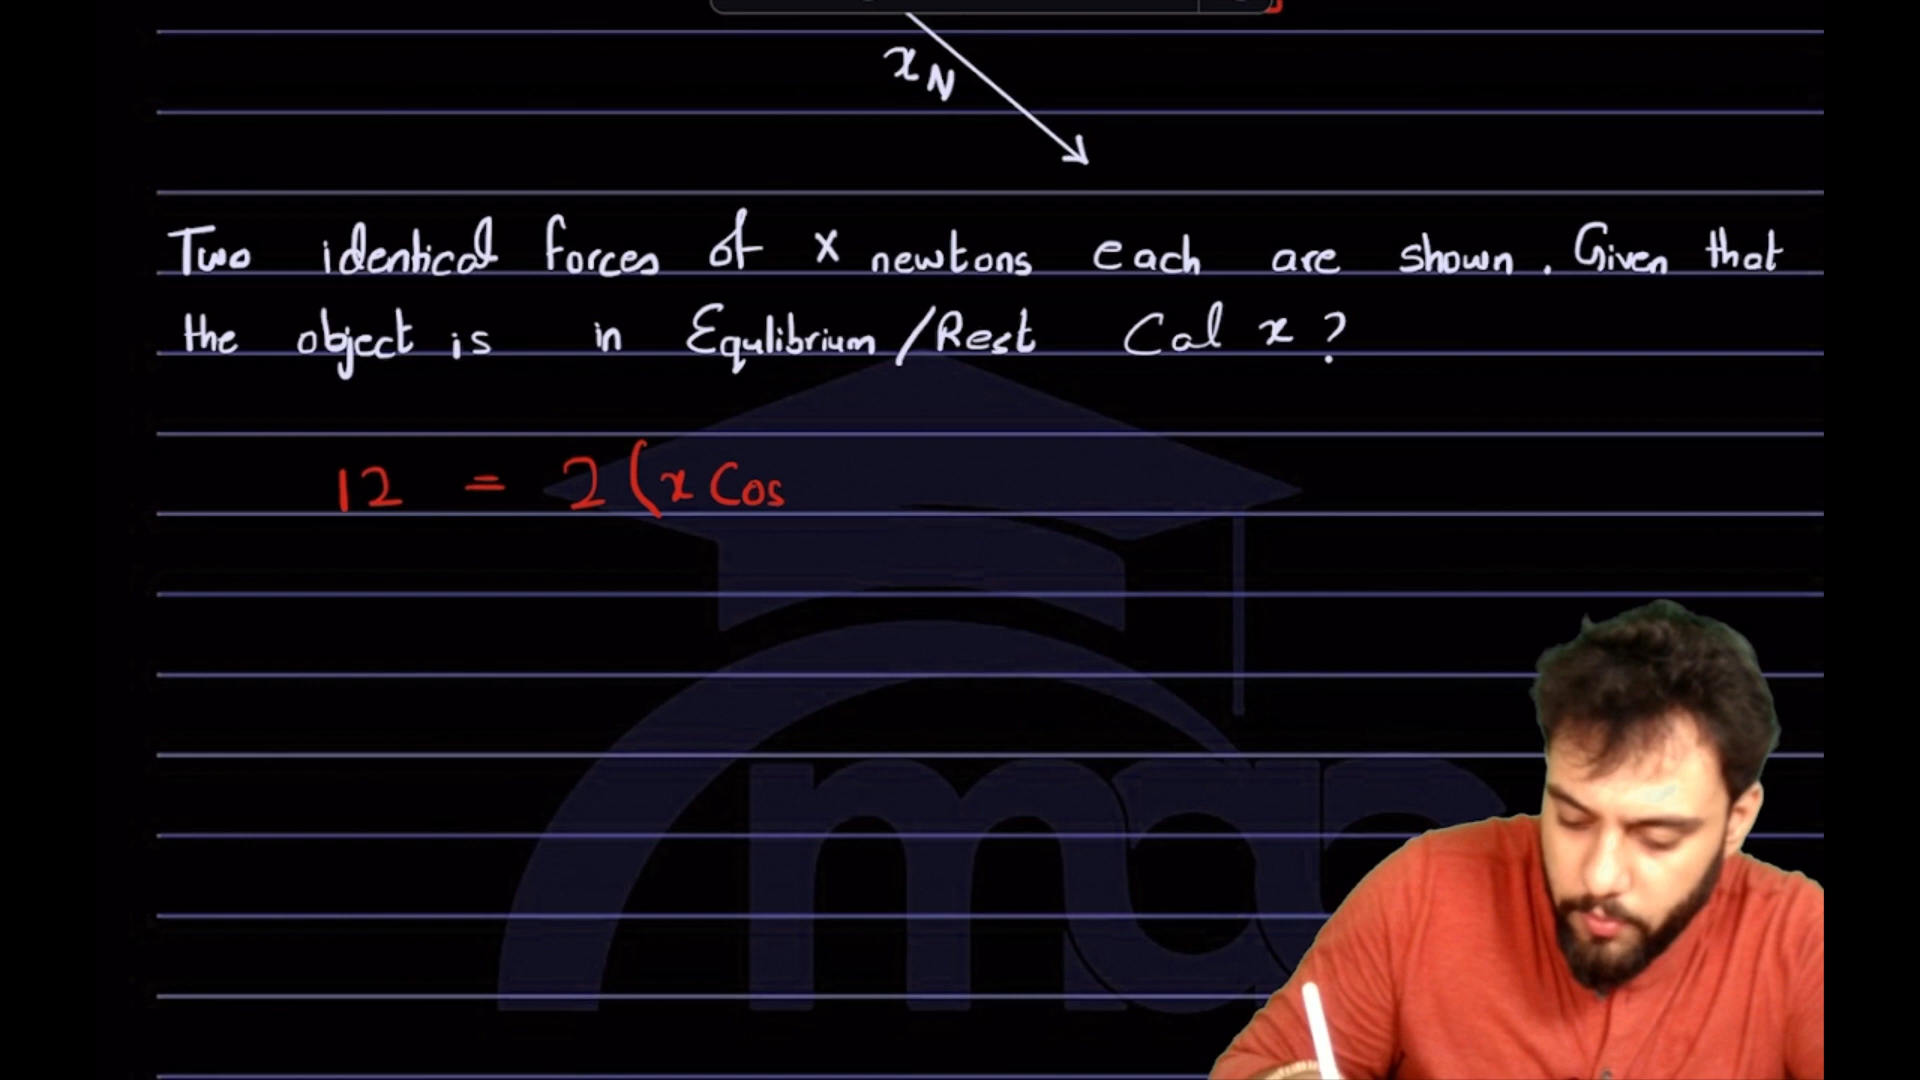 x N
Two identical forces of x newtons each are shown. Given that
the object is in Equlibrium/Rest Cal x?
12 = 2(x Cos
mac